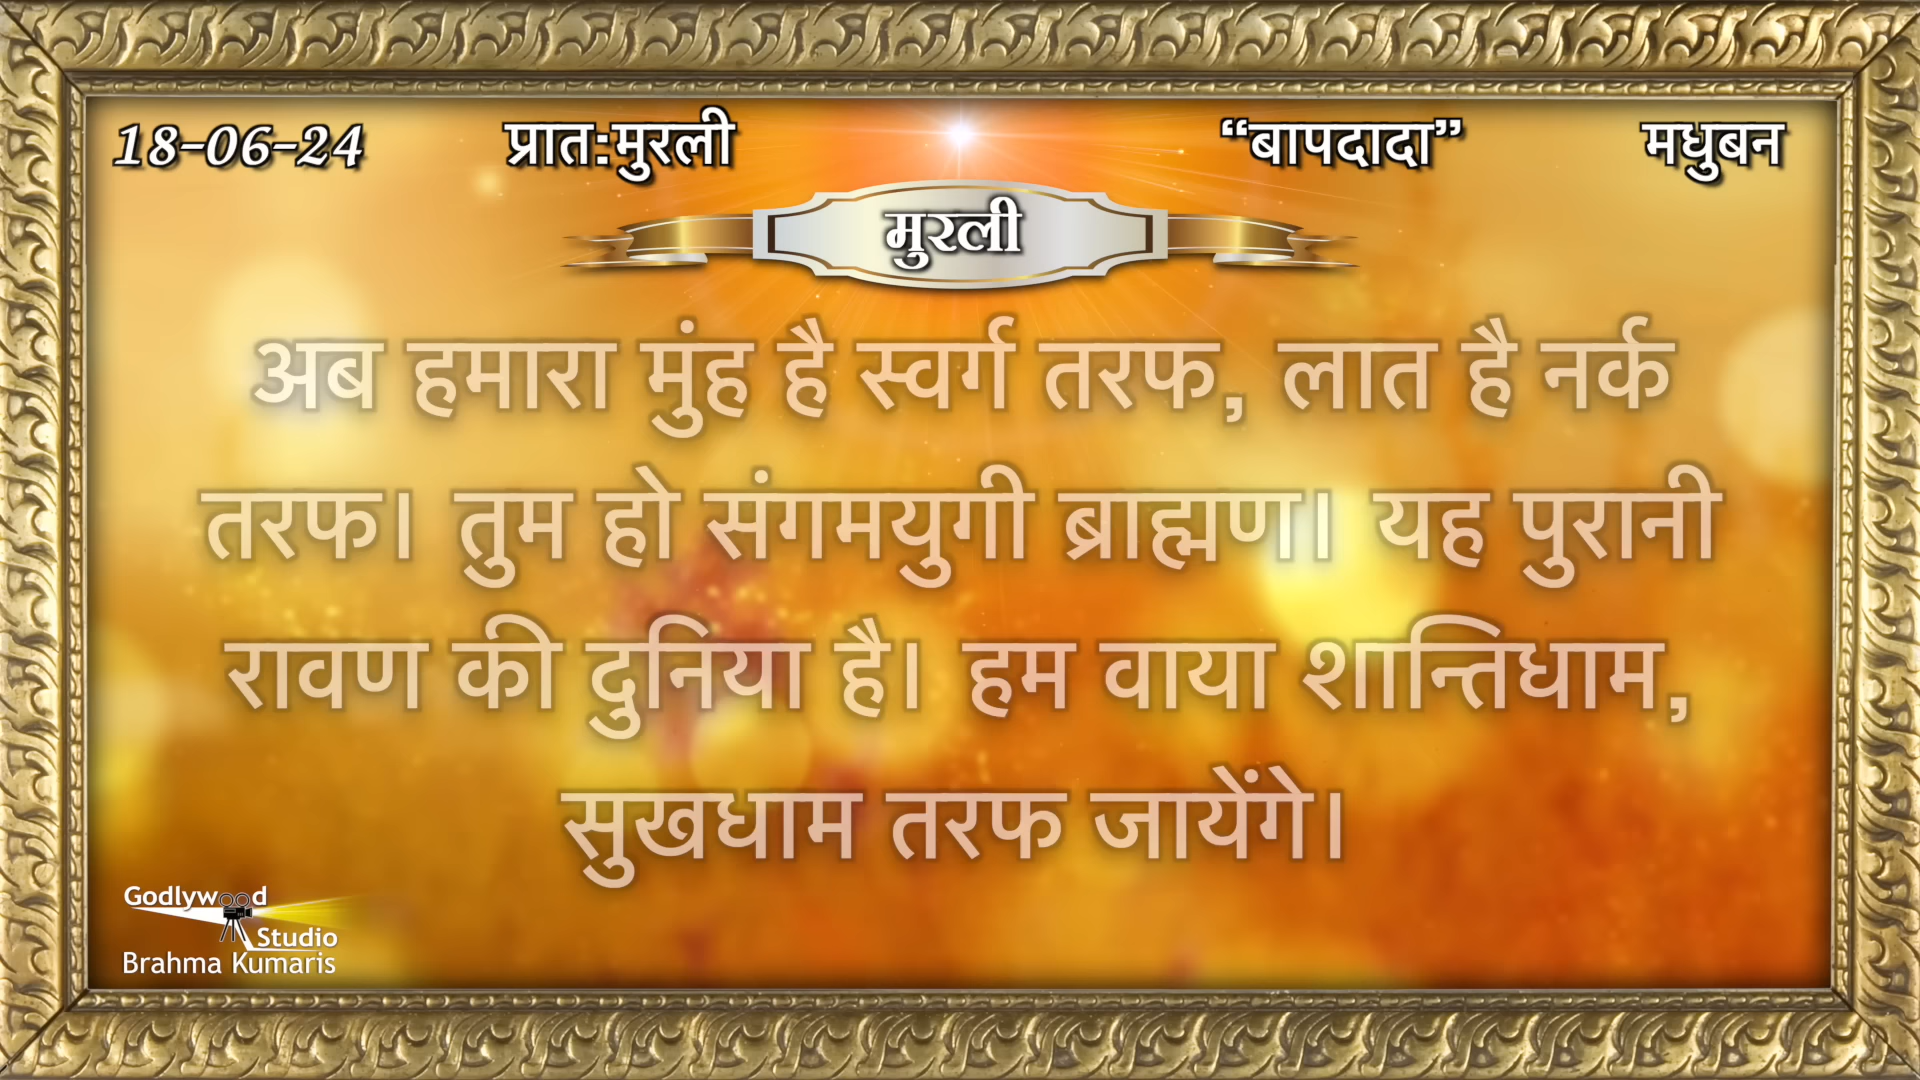 18-06-24 प्रात:मुरली “बापदादा” मधुबन
मुरली
अब हमारा मुंह है स्वर्ग तरफ, लात है नर्क
तरफ। तुम हो संगमयुगी ब्राह्मण। यह पुरानी
रावण की दुनिया है। हम वाया शान्तिधाम,
सुखधाम तरफ जायेंगे।
Godlywood
Studio
Brahma Kumaris